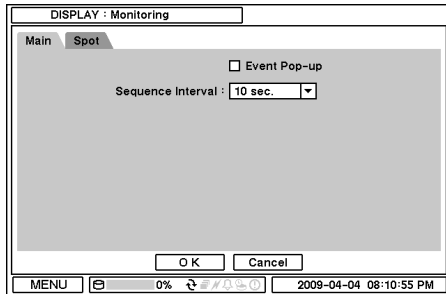 DISPLAY : Monitoring
Main Spot
Event Pop-up
Sequence Interval : 10 sec.
O K Cancel
MENU 0% 2009-04-04 08:10:55 PM